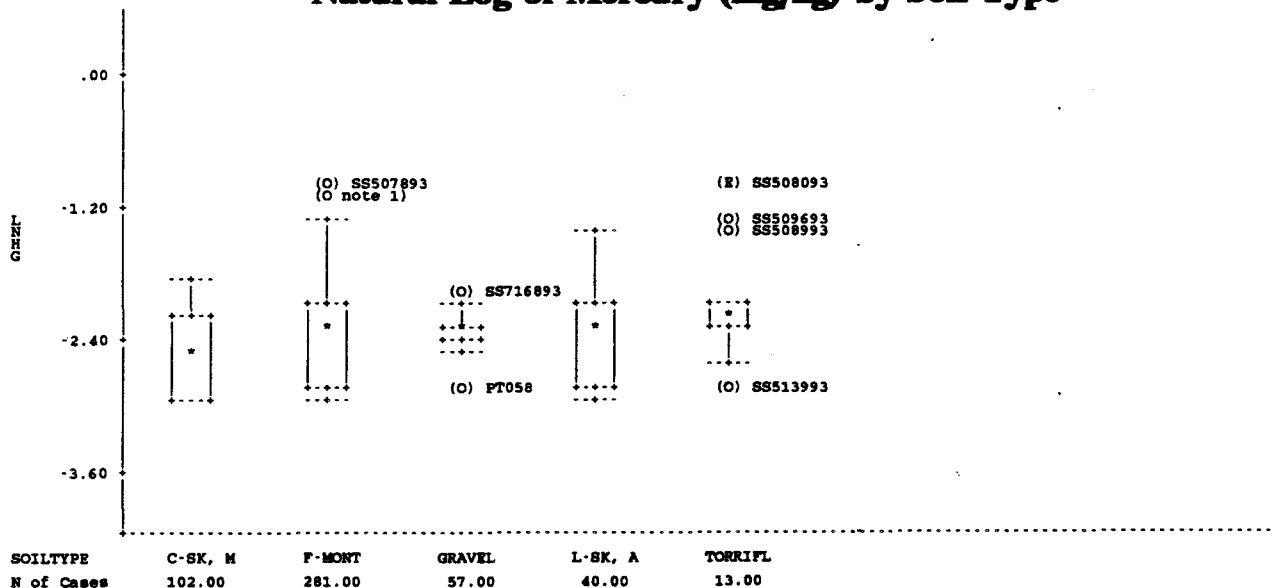 Natural Log of Mercury (mg/kg) by Soil Type
.00
(O) SS507893
(O note 1)
(E) SS508093
-1.20
(O) SS509693
(O) SS508993
LNHG
(O) SS716893
-2.40
(O) PT058
(O) SS513993
-3.60
SOILTYPE C-SK, M F-MONT GRAVEL L-SK, A TORRIFL
N of Cases 102.00 281.00 57.00 40.00 13.00